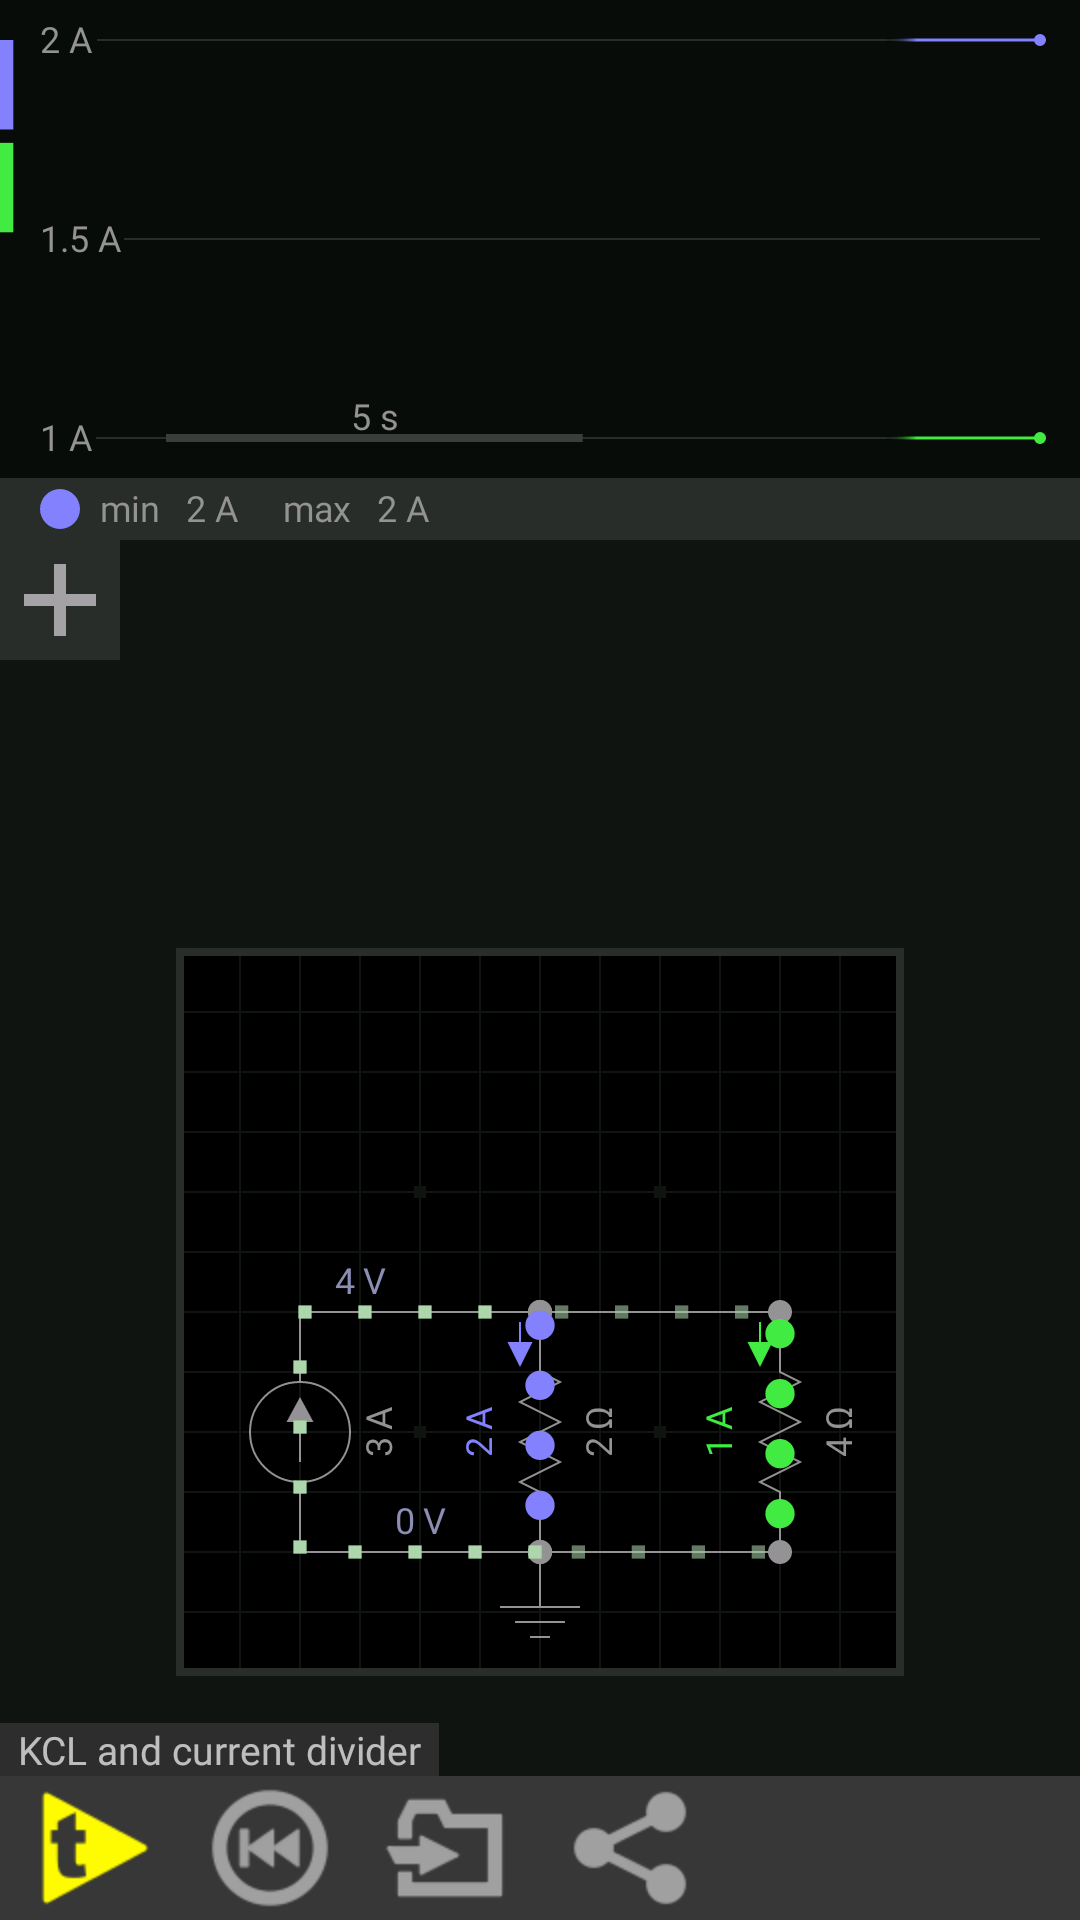 2 A
1.5 A
5 s
1 A
min 2 A max 2 A
4 V
3 A
2 A
2 Ω
1 A
4 Ω
0 V
KCL and current divider
t